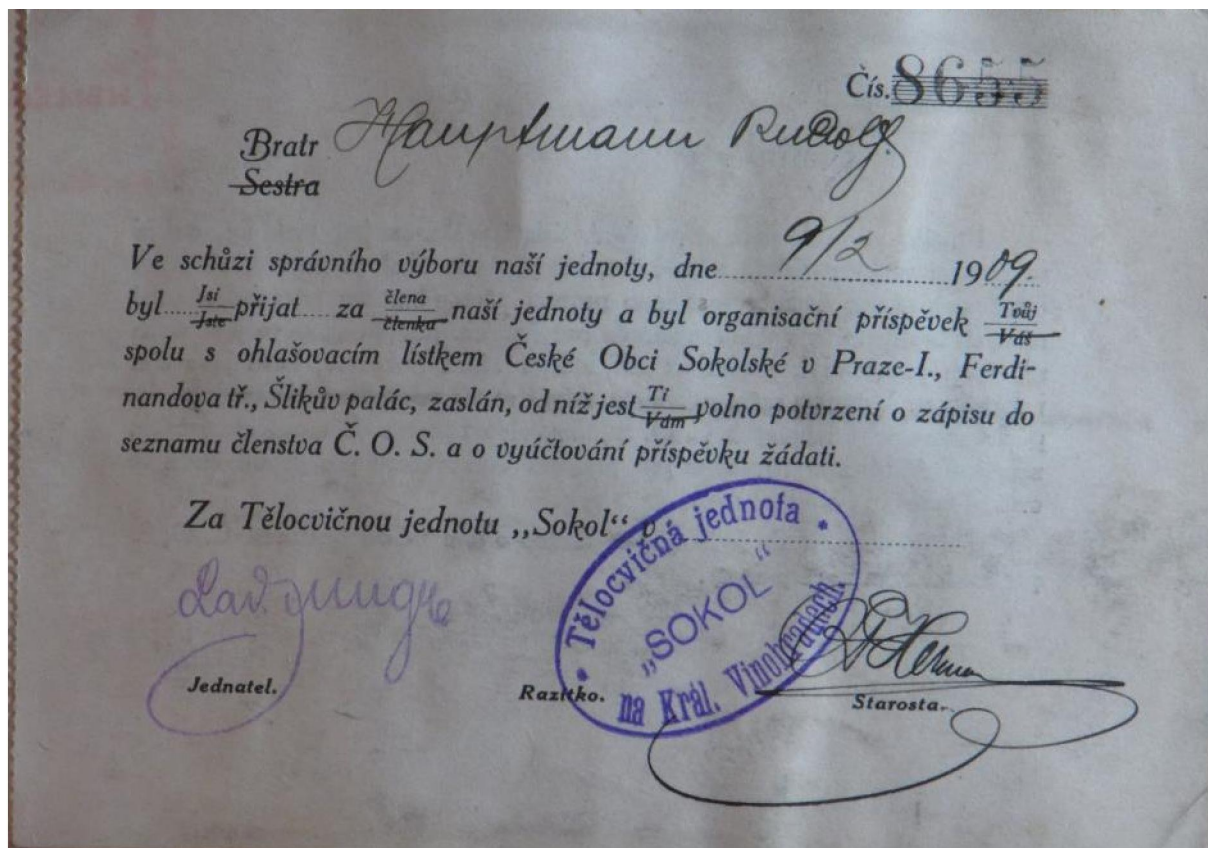 Čís. 8655
Bratr Hauptmann Rudolf.
Sestra
Ve schůzi správního výboru naší jednoty, dne 9/2 1909.
byl Jsi/Jste přijat za člena/členku naší jednoty a byl organisační příspěvek Tvůj/Váš
spolu s ohlašovacím lístkem České Obci Sokolské v Praze-I., Ferdi-
nandova tř., Šlikův palác, zaslán, od níž jest Ti/Vám volno potvrzení o zápisu do
seznamu členstva Č. O. S. a o vyúčtování příspěvku žádati.
Za Tělocvičnou jednotu „Sokol“ v
Tělocvičná jednota
„SOKOL“
na Král. Vinohradech.
Lad.
Jednatel.
Razítko.
Starosta.